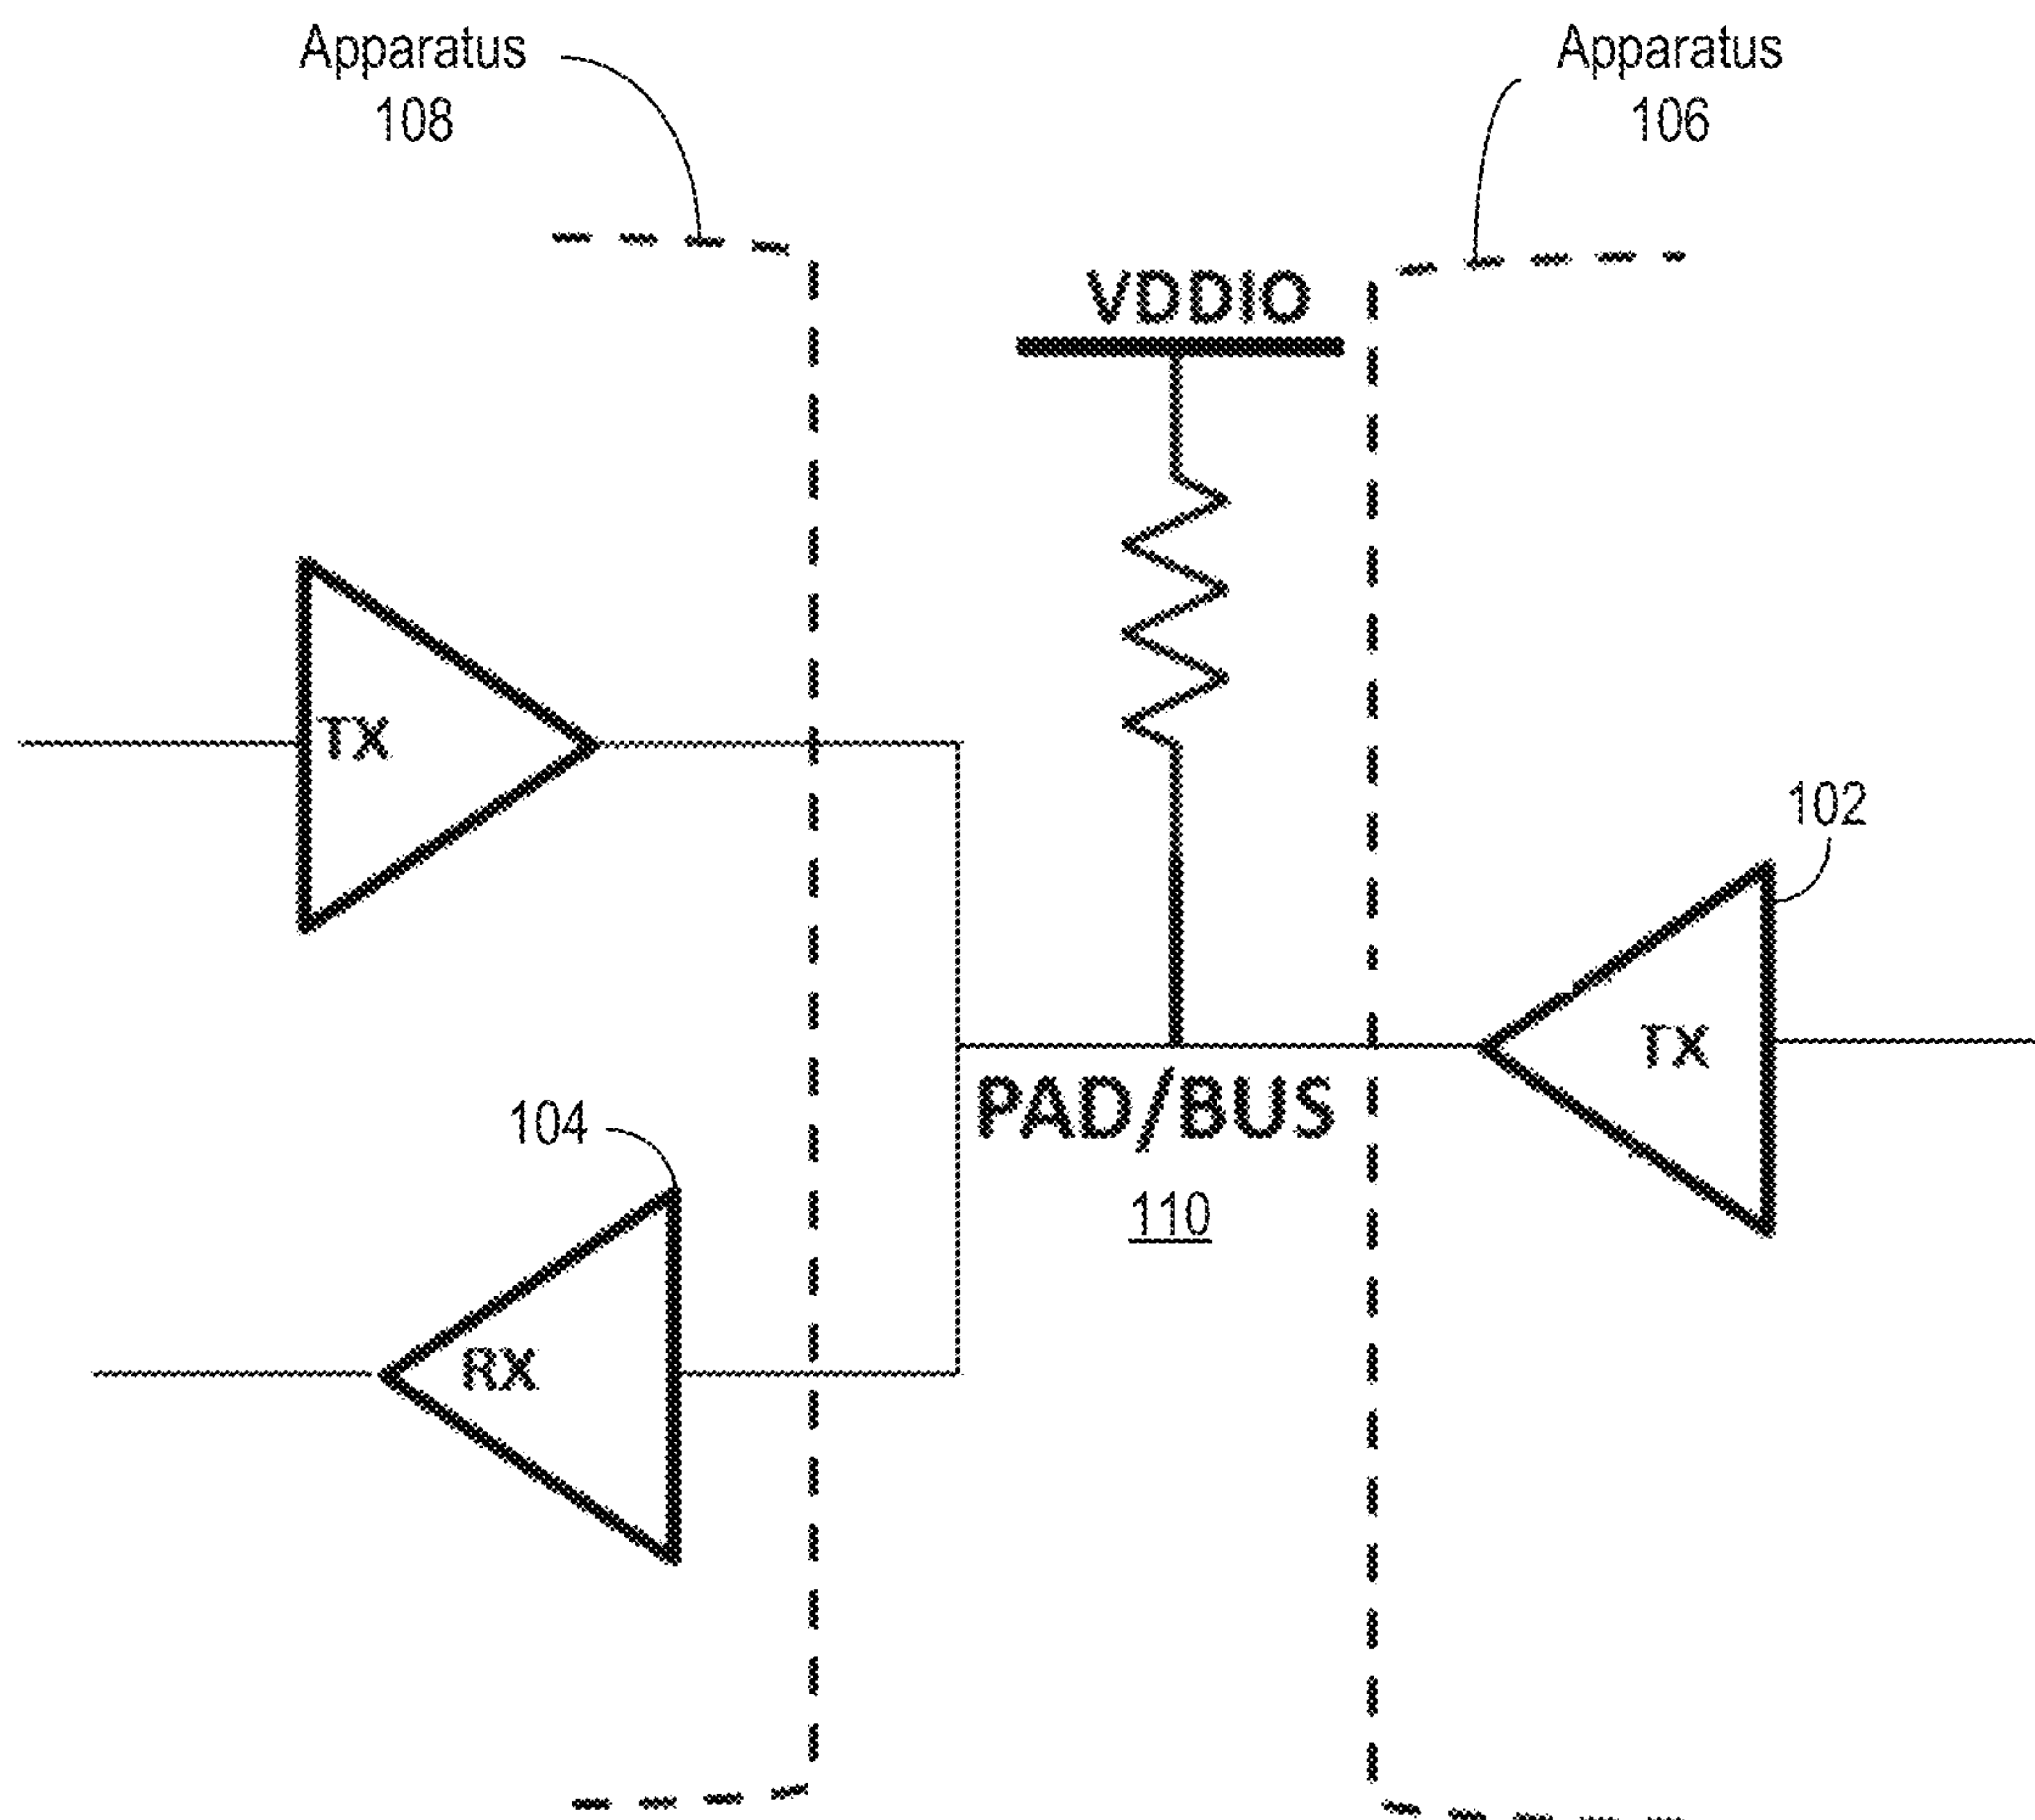 Apparatus
108
Apparatus
106
VDDIO
TX
102
TX
PAD/BUS
104
110
RX